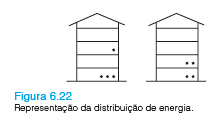 Figura 6.22
Representação da distribuição de energia.